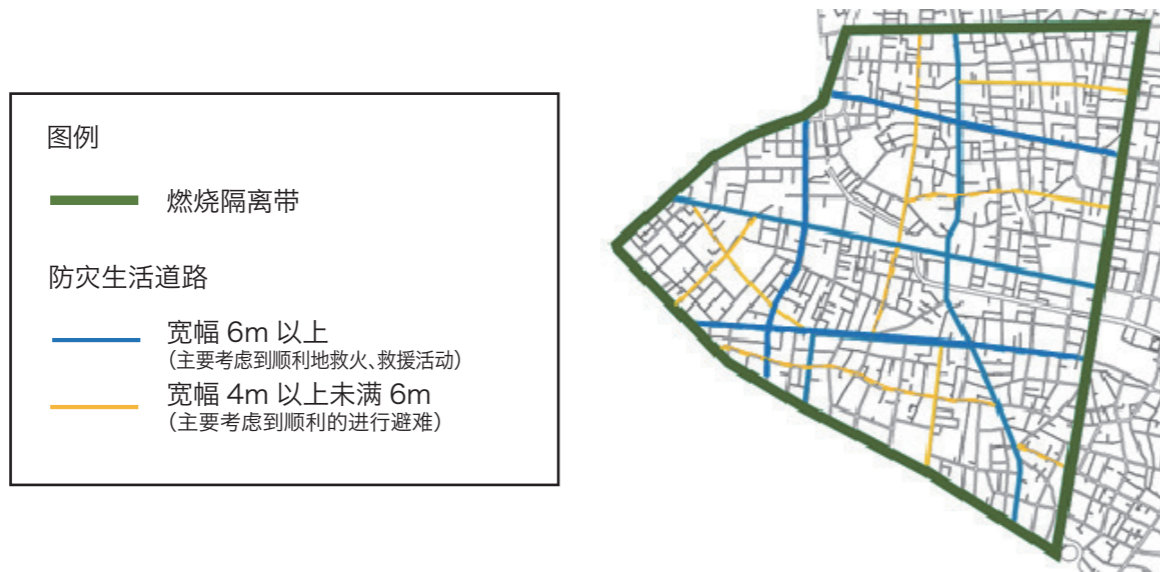 图例
燃烧隔离带
防灾生活道路
宽幅 6m 以上
（主要考虑到顺利地救火、救援活动）
宽幅 4m 以上未满 6m
（主要考虑到顺利的进行避难）